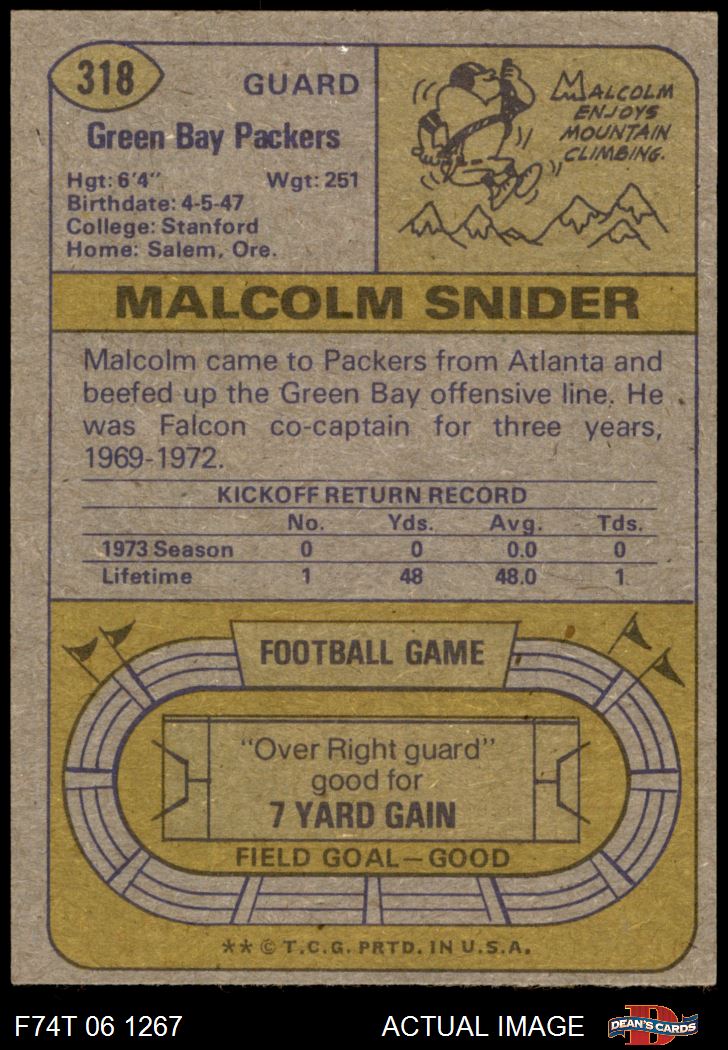 318
GUARD
Green Bay Packers
Hgt: 6'4" Wgt: 251
Birthdate: 4-5-47
College: Stanford
Home: Salem, Ore.
MALCOLM
ENJOYS
MOUNTAIN
CLIMBING.
MALCOLM SNIDER
Malcolm came to Packers from Atlanta and
beefed up the Green Bay offensive line. He
was Falcon co-captain for three years,
1969-1972.
KICKOFF RETURN RECORD
No. Yds. Avg. Tds.
1973 Season 0 0 0.0 0
Lifetime 1 48 48.0 1
FOOTBALL GAME
"Over Right guard"
good for
7 YARD GAIN
FIELD GOAL—GOOD
** © T.C.G. PRTD. IN U.S.A.
F74T 06 1267 ACTUAL IMAGE
D
DEAN'S CARDS